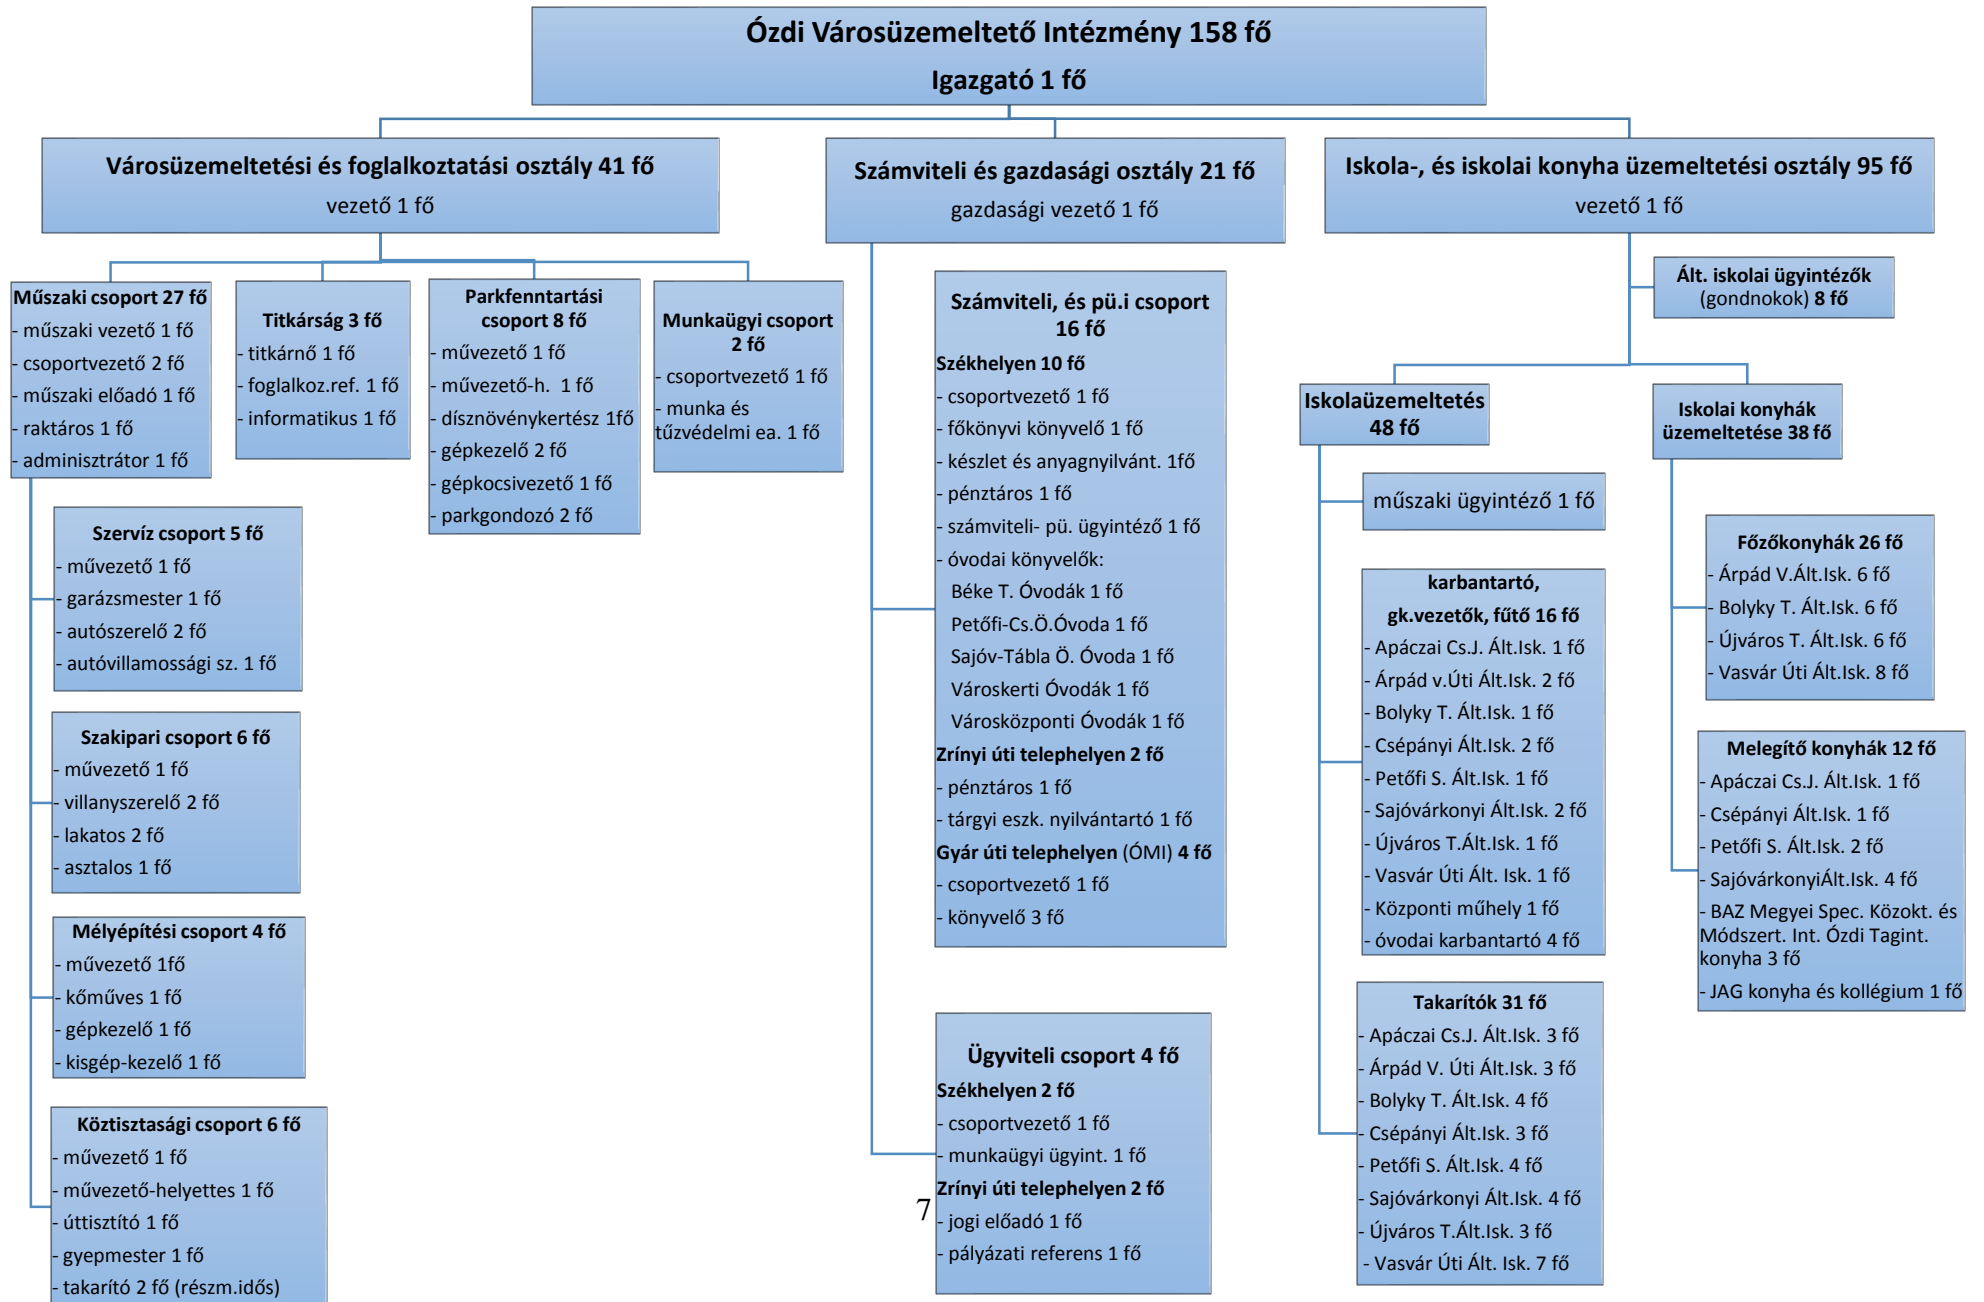 Ózdi Városüzemeltető Intézmény 158 fő
Igazgató 1 fő
Városüzemeltetési és foglalkoztatási osztály 41 fő
vezető 1 fő
Számviteli és gazdasági osztály 21 fő
gazdasági vezető 1 fő
Iskola-, és iskolai konyha üzemeltetési osztály 95 fő
vezető 1 fő
Műszaki csoport 27 fő
- műszaki vezető 1 fő
- csoportvezető 2 fő
- műszaki előadó 1 fő
- raktáros 1 fő
- adminisztrátor 1 fő
Titkárság 3 fő
- titkárnő 1 fő
- foglalkoz.ref. 1 fő
- informatikus 1 fő
Parkfenntartási
csoport 8 fő
- művezető 1 fő
- művezető-h. 1 fő
- dísznövénykertész 1fő
- gépkezelő 2 fő
- gépkocsivezető 1 fő
- parkgondozó 2 fő
Munkaügyi csoport
2 fő
- csoportvezető 1 fő
- munka és
tűzvédelmi ea. 1 fő
Szervíz csoport 5 fő
- művezető 1 fő
- garázsmester 1 fő
- autószerelő 2 fő
- autóvillamossági sz. 1 fő
Szakipari csoport 6 fő
- művezető 1 fő
- villanyszerelő 2 fő
- lakatos 2 fő
- asztalos 1 fő
Mélyépítési csoport 4 fő
- művezető 1fő
- kőműves 1 fő
- gépkezelő 1 fő
- kisgép-kezelő 1 fő
Köztisztasági csoport 6 fő
- művezető 1 fő
- művezető-helyettes 1 fő
- úttisztító 1 fő
- gyepmester 1 fő
- takarító 2 fő (részm.idős)
Számviteli, és pü.i csoport
16 fő
Székhelyen 10 fő
- csoportvezető 1 fő
- főkönyvi könyvelő 1 fő
- készlet és anyagnyilvánt. 1fő
- pénztáros 1 fő
- számviteli- pü. ügyintéző 1 fő
- óvodai könyvelők:
Béke T. Óvodák 1 fő
Petőfi-Cs.Ö.Óvoda 1 fő
Sajóv-Tábla Ö. Óvoda 1 fő
Városkerti Óvodák 1 fő
Városközponti Óvodák 1 fő
Zrínyi úti telephelyen 2 fő
- pénztáros 1 fő
- tárgyi eszk. nyilvántartó 1 fő
Gyár úti telephelyen (ÓMI) 4 fő
- csoportvezető 1 fő
- könyvelő 3 fő
Ügyviteli csoport 4 fő
Székhelyen 2 fő
- csoportvezető 1 fő
- munkaügyi ügyint. 1 fő
Zrínyi úti telephelyen 2 fő
- jogi előadó 1 fő
- pályázati referens 1 fő
Ált. iskolai ügyintézők
(gondnokok) 8 fő
Iskolaüzemeltetés
48 fő
műszaki ügyintéző 1 fő
karbantartó,
gk.vezetők, fűtő 16 fő
- Apáczai Cs.J. Ált.Isk. 1 fő
- Árpád v.Úti Ált.Isk. 2 fő
- Bolyky T. Ált.Isk. 1 fő
- Csépányi Ált.Isk. 2 fő
- Petőfi S. Ált.Isk. 1 fő
- Sajóvárkonyi Ált.Isk. 2 fő
- Újváros T.Ált.Isk. 1 fő
- Vasvár Úti Ált. Isk. 1 fő
- Központi műhely 1 fő
- óvodai karbantartó 4 fő
Takarítók 31 fő
- Apáczai Cs.J. Ált.Isk. 3 fő
- Árpád V. Úti Ált.Isk. 3 fő
- Bolyky T. Ált.Isk. 4 fő
- Csépányi Ált.Isk. 3 fő
- Petőfi S. Ált.Isk. 4 fő
- Sajóvárkonyi Ált.Isk. 4 fő
- Újváros T.Ált.Isk. 3 fő
- Vasvár Úti Ált. Isk. 7 fő
Iskolai konyhák
üzemeltetése 38 fő
Főzőkonyhák 26 fő
- Árpád V.Ált.Isk. 6 fő
- Bolyky T. Ált.Isk. 6 fő
- Újváros T. Ált.Isk. 6 fő
- Vasvár Úti Ált.Isk. 8 fő
Melegítő konyhák 12 fő
- Apáczai Cs.J. Ált.Isk. 1 fő
- Csépányi Ált.Isk. 1 fő
- Petőfi S. Ált.Isk. 2 fő
- SajóvárkonyiÁlt.Isk. 4 fő
- BAZ Megyei Spec. Közokt. és
Módszert. Int. Ózdi Tagint.
konyha 3 fő
- JAG konyha és kollégium 1 fő
7